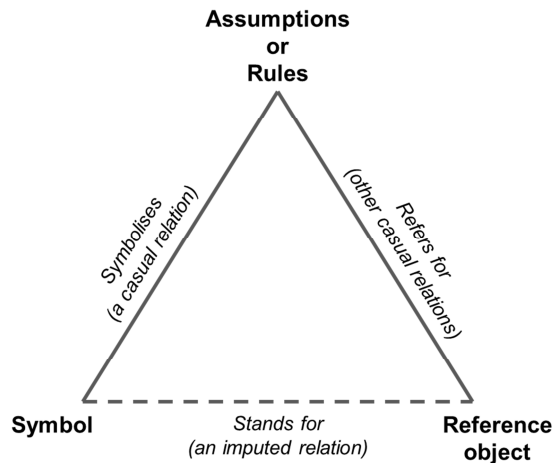 Assumptions
or
Rules
Symbolises
(a casual relation)
Refers for
(other casual relations)
Symbol
Stands for
(an imputed relation)
Reference
object